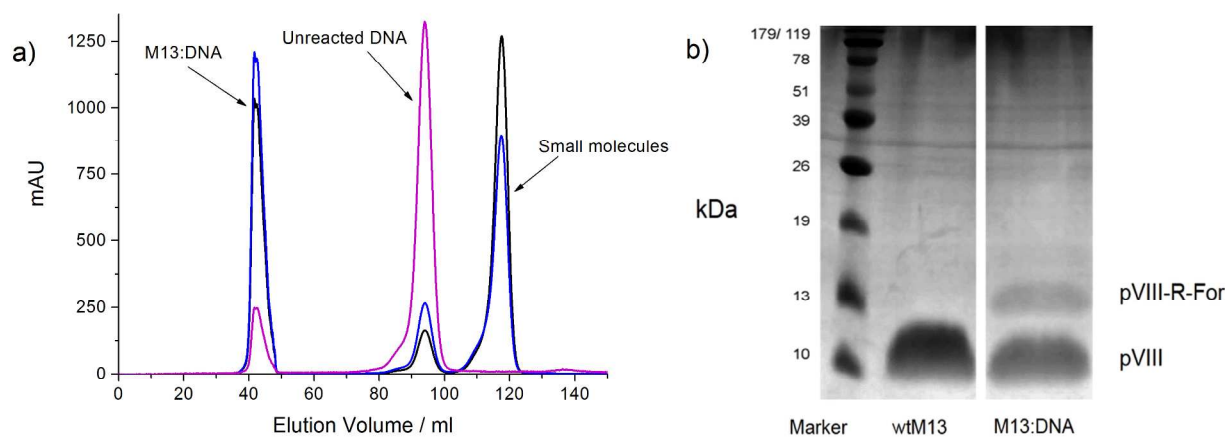 a)
M13:DNA
Unreacted DNA
Small molecules
mAU
1250
1000
750
500
250
0
0 20 40 60 80 100 120 140
Elution Volume / ml
b)
kDa
179/ 119
78
51
39
26
19
13
10
pVIII-R-For
pVIII
Marker wtM13 M13:DNA